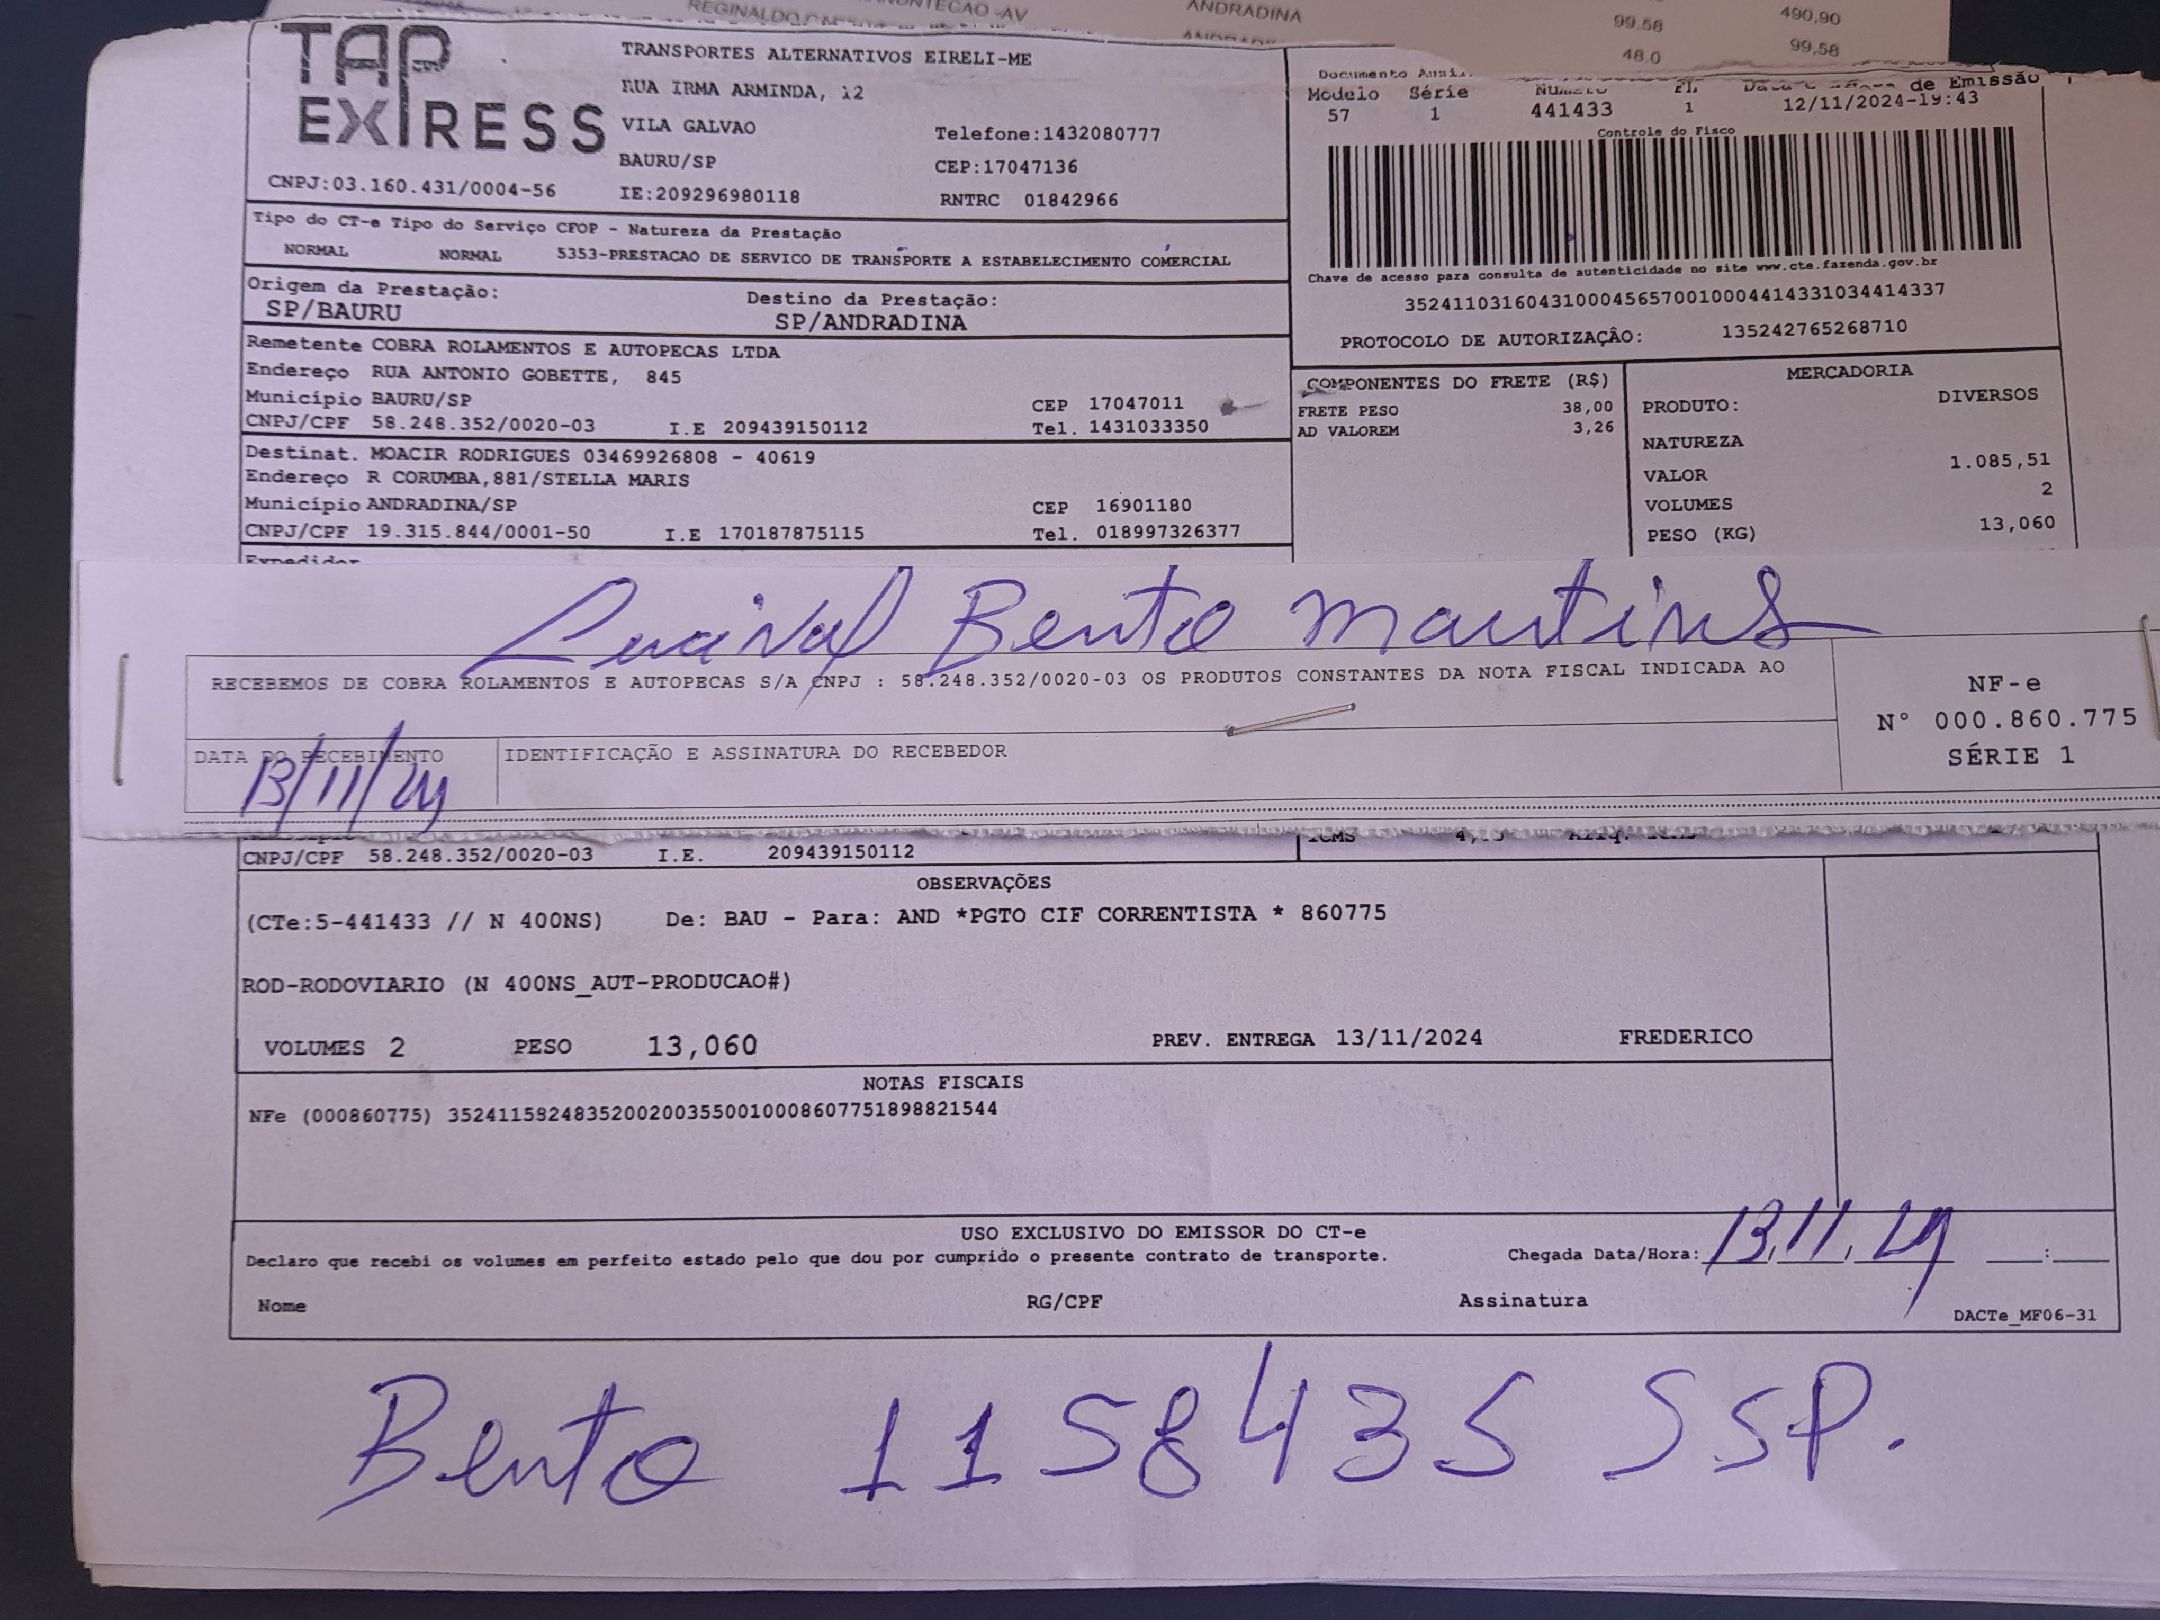 ANDRADINA
490,90
99,58
48.0
99,58
TAP EXPRESS
TRANSPORTES ALTERNATIVOS EIRELI-ME
RUA IRMA ARMINDA, 12
VILA GALVAO
Telefone:1432080777
BAURU/SP
CEP:17047136
CNPJ:03.160.431/0004-56
IE:209296980118
RNTRC 01842966
Modelo Série
de Emissão
57 1 441433 1 12/11/2024-19:43
Controle do Fisco
Chave de acesso para consulta de autenticidade no site www.cte.fazenda.gov.br
35241103160431000456570010004414331034414337
PROTOCOLO DE AUTORIZAÇÂO: 135242765268710
Tipo do CT-e Tipo do Serviço CFOP - Natureza da Prestação
NORMAL NORMAL 5353-PRESTACAO DE SERVICO DE TRANSPORTE A ESTABELECIMENTO COMERCIAL
Origem da Prestação: Destino da Prestação:
SP/BAURU SP/ANDRADINA
Remetente COBRA ROLAMENTOS E AUTOPECAS LTDA
Endereço RUA ANTONIO GOBETTE, 845
Município BAURU/SP CEP 17047011
CNPJ/CPF 58.248.352/0020-03 I.E 209439150112 Tel. 1431033350
Destinat. MOACIR RODRIGUES 03469926808 - 40619
Endereço R CORUMBA,881/STELLA MARIS
Município ANDRADINA/SP CEP 16901180
CNPJ/CPF 19.315.844/0001-50 I.E 170187875115 Tel. 018997326377
COMPONENTES DO FRETE (R$)
FRETE PESO 38,00
AD VALOREM 3,26
MERCADORIA
PRODUTO: DIVERSOS
NATUREZA
VALOR 1.085,51
VOLUMES 2
PESO (KG) 13,060
Lucival Bento Martins
RECEBEMOS DE COBRA ROLAMENTOS E AUTOPECAS S/A CNPJ : 58.248.352/0020-03 OS PRODUTOS CONSTANTES DA NOTA FISCAL INDICADA AO
NF-e
N° 000.860.775
SÉRIE 1
DATA DO RECEBIMENTO IDENTIFICAÇÃO E ASSINATURA DO RECEBEDOR
13/11/24
CNPJ/CPF 58.248.352/0020-03 I.E. 209439150112
OBSERVAÇÕES
(CTe:5-441433 // N 400NS) De: BAU - Para: AND *PGTO CIF CORRENTISTA * 860775
ROD-RODOVIARIO (N 400NS_AUT-PRODUCAO#)
VOLUMES 2 PESO 13,060 PREV. ENTREGA 13/11/2024 FREDERICO
NOTAS FISCAIS
NFe (000860775) 35241158248352002003550010008607751898821544
USO EXCLUSIVO DO EMISSOR DO CT-e
Declaro que recebi os volumes em perfeito estado pelo que dou por cumprido o presente contrato de transporte. Chegada Data/Hora: 13,11,24 :
Nome RG/CPF Assinatura
DACTe_MF06-31
Bento 1158435 SSP.